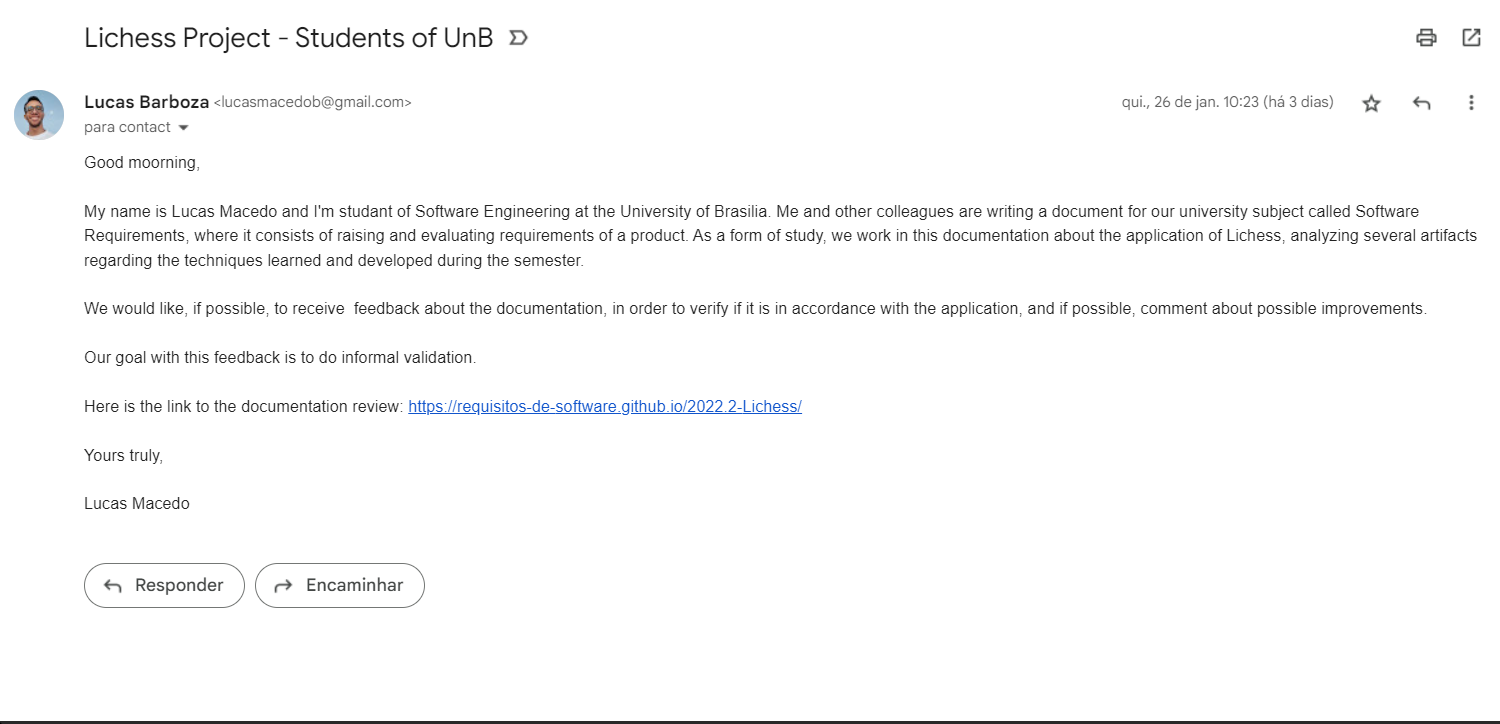 Lichess Project - Students of UnB
Lucas Barboza <lucasmacedob@gmail.com>
qui., 26 de jan. 10:23 (há 3 dias)
para contact
Good moorning,
My name is Lucas Macedo and I'm studant of Software Engineering at the University of Brasilia. Me and other colleagues are writing a document for our university subject called Software
Requirements, where it consists of raising and evaluating requirements of a product. As a form of study, we work in this documentation about the application of Lichess, analyzing several artifacts
regarding the techniques learned and developed during the semester.
We would like, if possible, to receive  feedback about the documentation, in order to verify if it is in accordance with the application, and if possible, comment about possible improvements.
Our goal with this feedback is to do informal validation.
Here is the link to the documentation review: https://requisitos-de-software.github.io/2022.2-Lichess/
Yours truly,
Lucas Macedo
Responder
Encaminhar